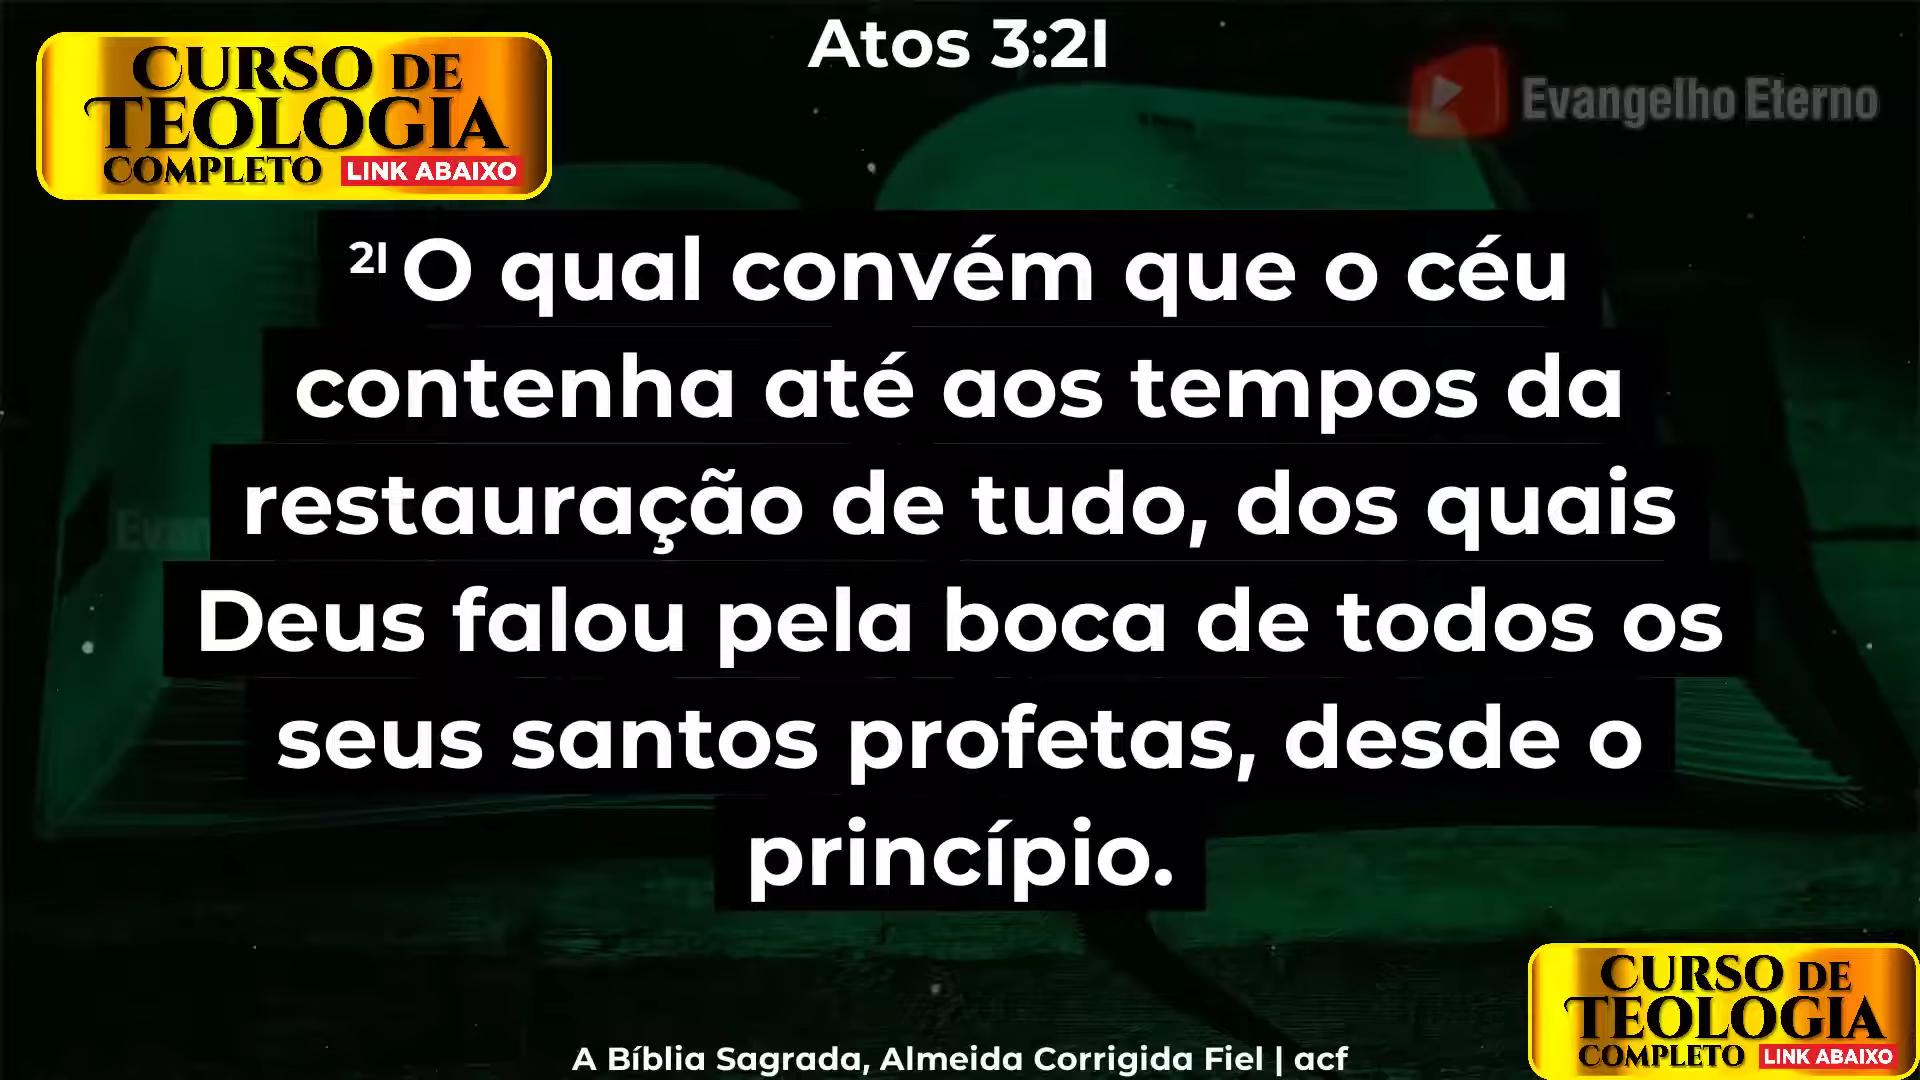 Atos 3:21
CURSO DE
TEOLOGIA
COMPLETO LINK ABAIXO
Evangelho Eterno
21 O qual convém que o céu
contenha até aos tempos da
restauração de tudo, dos quais
Deus falou pela boca de todos os
seus santos profetas, desde o
princípio.
CURSO DE
TEOLOGIA
COMPLETO LINK ABAIXO
A Bíblia Sagrada, Almeida Corrigida Fiel | acf